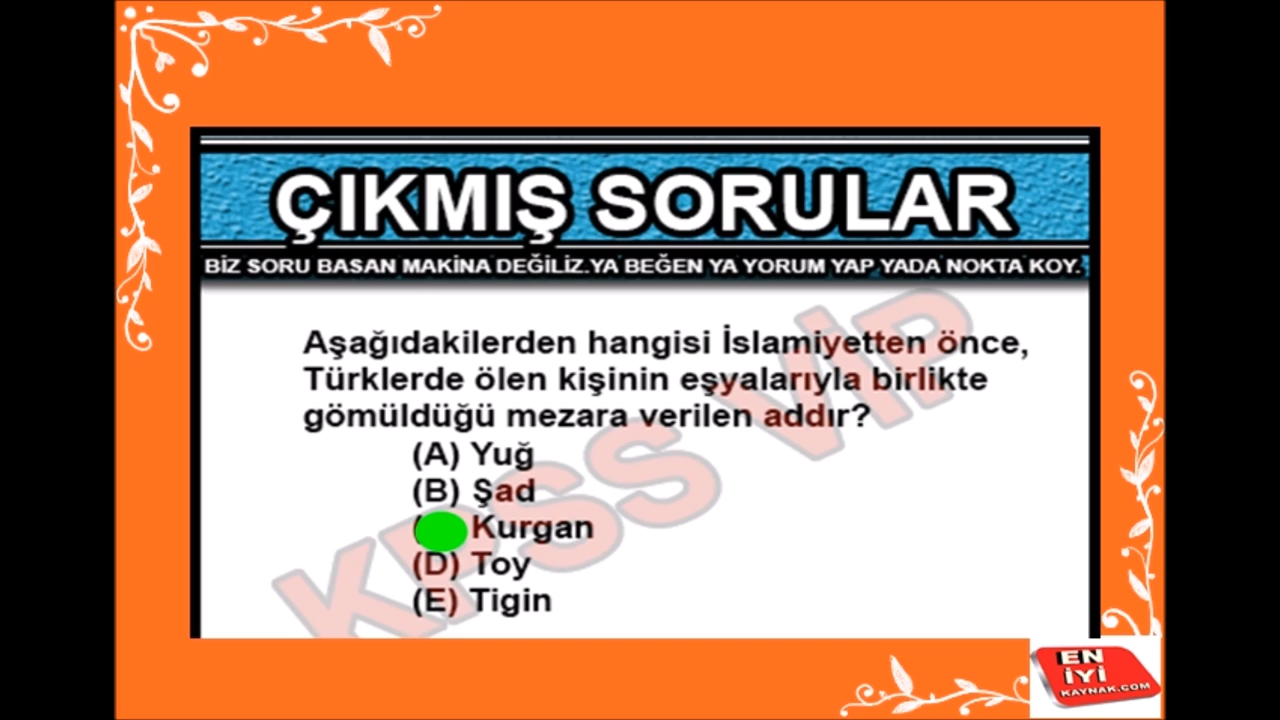 ÇIKMIŞ SORULAR
BİZ SORU BASAN MAKİNA DEĞİLİZ.YA BEĞEN YA YORUM YAP YADA NOKTA KOY.
Aşağıdakilerden hangisi İslamiyetten önce,
Türklerde ölen kişinin eşyalarıyla birlikte
gömüldüğü mezara verilen addır?
(A) Yuğ
(B) Şad
Kurgan
(D) Toy
(E) Tigin
KPSS VİP
EN
İYİ
KAYNAK.COM